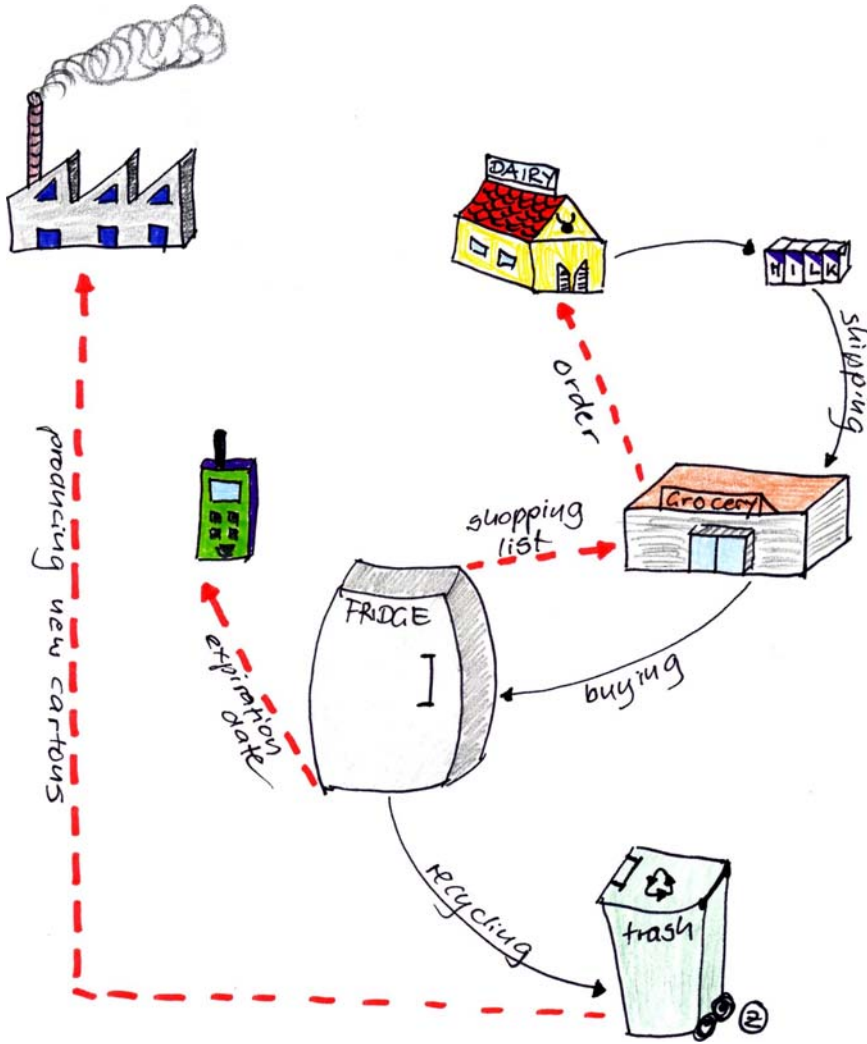 DAIRY
MILK
shipping
order
Grocery
shopping
list
FRIDGE
expiration
date
buying
producing new cartons
recycling
trash